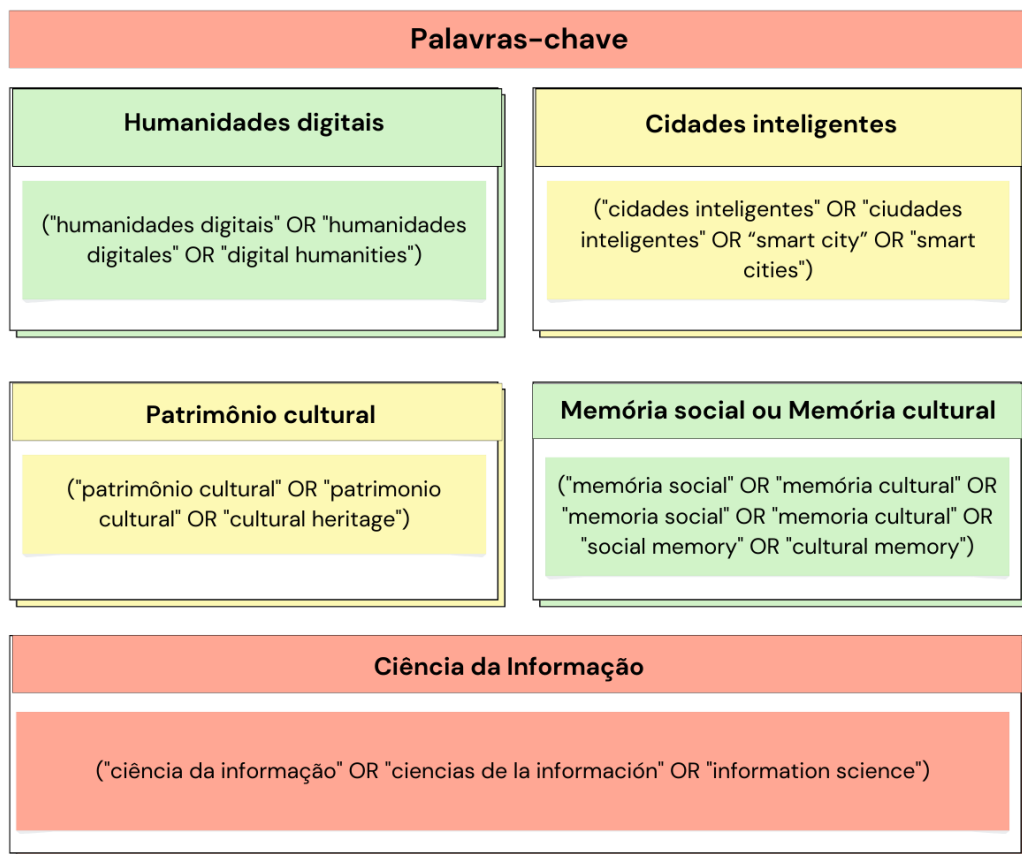 Palavras-chave
Humanidades digitais
("humanidades digitais" OR "humanidades
digitales" OR "digital humanities")
Cidades inteligentes
("cidades inteligentes" OR "ciudades
inteligentes" OR “smart city” OR "smart
cities")
Patrimônio cultural
("patrimônio cultural" OR "patrimonio
cultural" OR "cultural heritage")
Memória social ou Memória cultural
("memória social" OR "memória cultural" OR
"memoria social" OR "memoria cultural" OR
"social memory" OR "cultural memory")
Ciência da Informação
("ciência da informação" OR "ciencias de la información" OR "information science")